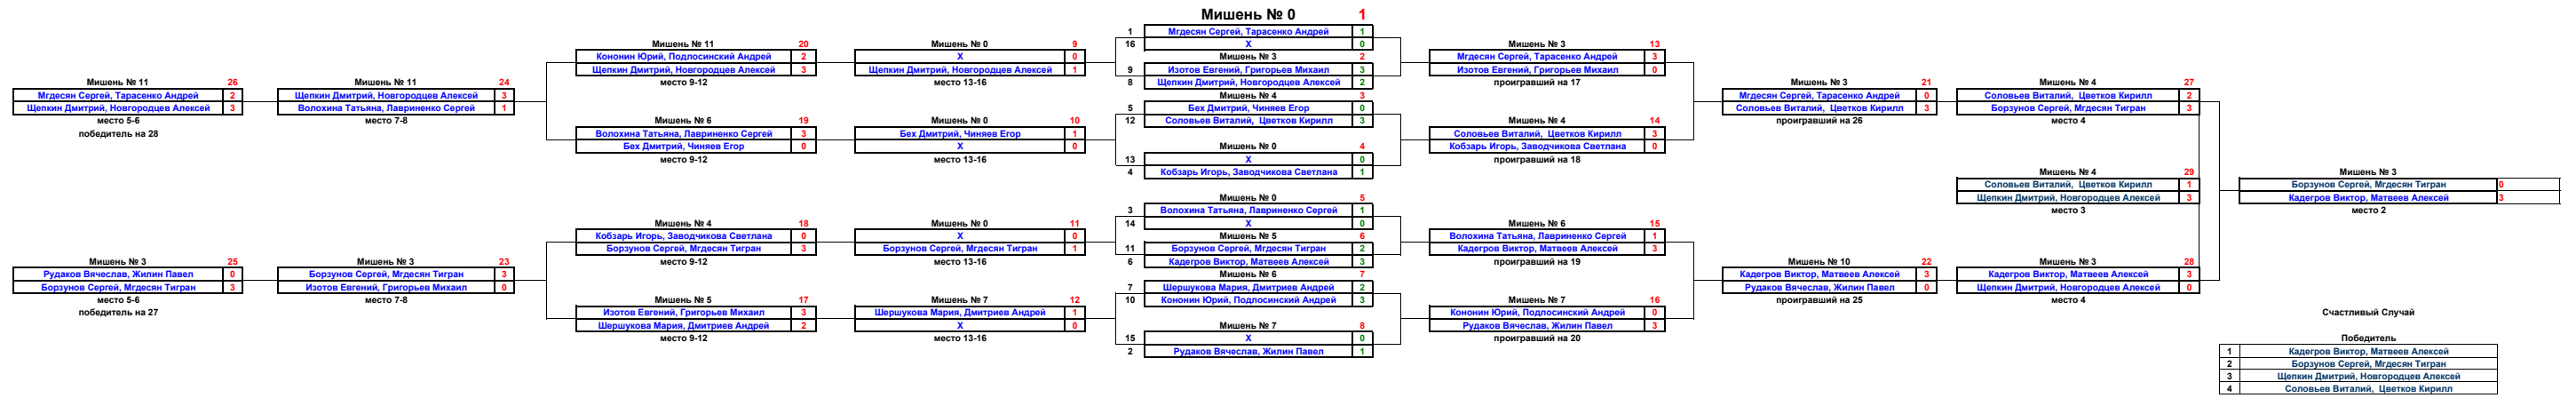 Мишень № 0 1
1 Мгдесян Сергей, Тарасенко Андрей 1
16 X 0
Мишень № 3 2
9 Изотов Евгений, Григорьев Михаил 3
8 Щепкин Дмитрий, Новгородцев Алексей 2
Мишень № 4 3
5 Бех Дмитрий, Чиняев Егор 0
12 Соловьев Виталий, Цветков Кирилл 3
Мишень № 0 4
13 X 0
4 Кобзарь Игорь, Заводчикова Светлана 1
Мишень № 0 5
3 Волохина Татьяна, Лавриненко Сергей 1
14 X 0
Мишень № 5 6
11 Борзунов Сергей, Мгдесян Тигран 2
6 Кадегров Виктор, Матвеев Алексей 3
Мишень № 6 7
7 Шершукова Мария, Дмитриев Андрей 2
10 Кононин Юрий, Подлосинский Андрей 3
Мишень № 7 8
15 X 0
2 Рудаков Вячеслав, Жилин Павел 1
Мишень № 0 9
X 0
Щепкин Дмитрий, Новгородцев Алексей 1
место 13-16
Мишень № 0 10
Бех Дмитрий, Чиняев Егор 1
X 0
место 13-16
Мишень № 0 11
X 0
Борзунов Сергей, Мгдесян Тигран 1
место 13-16
Мишень № 7 12
Шершукова Мария, Дмитриев Андрей 1
X 0
место 13-16
Мишень № 3 13
Мгдесян Сергей, Тарасенко Андрей 3
Изотов Евгений, Григорьев Михаил 0
проигравший на 17
Мишень № 4 14
Соловьев Виталий, Цветков Кирилл 3
Кобзарь Игорь, Заводчикова Светлана 0
проигравший на 18
Мишень № 6 15
Волохина Татьяна, Лавриненко Сергей 1
Кадегров Виктор, Матвеев Алексей 3
проигравший на 19
Мишень № 7 16
Кононин Юрий, Подлосинский Андрей 0
Рудаков Вячеслав, Жилин Павел 3
проигравший на 20
Мишень № 5 17
Изотов Евгений, Григорьев Михаил 3
Шершукова Мария, Дмитриев Андрей 2
место 9-12
Мишень № 4 18
Кобзарь Игорь, Заводчикова Светлана 0
Борзунов Сергей, Мгдесян Тигран 3
место 9-12
Мишень № 6 19
Волохина Татьяна, Лавриненко Сергей 3
Бех Дмитрий, Чиняев Егор 0
место 9-12
Мишень № 11 20
Кононин Юрий, Подлосинский Андрей 2
Щепкин Дмитрий, Новгородцев Алексей 3
место 9-12
Мишень № 3 21
Мгдесян Сергей, Тарасенко Андрей 0
Соловьев Виталий, Цветков Кирилл 3
проигравший на 26
Мишень № 10 22
Кадегров Виктор, Матвеев Алексей 3
Рудаков Вячеслав, Жилин Павел 0
проигравший на 25
Мишень № 3 23
Борзунов Сергей, Мгдесян Тигран 3
Изотов Евгений, Григорьев Михаил 0
место 7-8
Мишень № 11 24
Щепкин Дмитрий, Новгородцев Алексей 3
Волохина Татьяна, Лавриненко Сергей 1
место 7-8
Мишень № 3 25
Рудаков Вячеслав, Жилин Павел 0
Борзунов Сергей, Мгдесян Тигран 3
место 5-6
победитель на 27
Мишень № 11 26
Мгдесян Сергей, Тарасенко Андрей 2
Щепкин Дмитрий, Новгородцев Алексей 3
место 5-6
победитель на 28
Мишень № 4 27
Соловьев Виталий, Цветков Кирилл 2
Борзунов Сергей, Мгдесян Тигран 3
место 4
Мишень № 3 28
Кадегров Виктор, Матвеев Алексей 3
Щепкин Дмитрий, Новгородцев Алексей 0
место 4
Мишень № 4 29
Соловьев Виталий, Цветков Кирилл 1
Щепкин Дмитрий, Новгородцев Алексей 3
место 3
Мишень № 3
Борзунов Сергей, Мгдесян Тигран 0
Кадегров Виктор, Матвеев Алексей 3
место 2
Счастливый Случай
Победитель
1 Кадегров Виктор, Матвеев Алексей
2 Борзунов Сергей, Мгдесян Тигран
3 Щепкин Дмитрий, Новгородцев Алексей
4 Соловьев Виталий, Цветков Кирилл